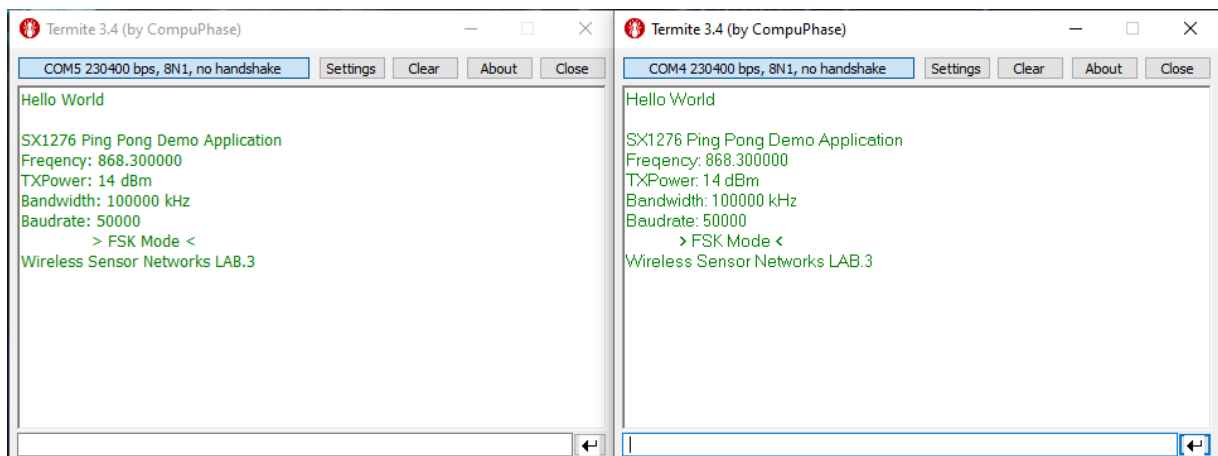 Termite 3.4 (by CompuPhase)
COM5 230400 bps, 8N1, no handshake Settings Clear About Close
Hello World
SX1276 Ping Pong Demo Application
Freqency: 868.300000
TXPower: 14 dBm
Bandwidth: 100000 kHz
Baudrate: 50000
> FSK Mode <
Wireless Sensor Networks LAB.3
Termite 3.4 (by CompuPhase)
COM4 230400 bps, 8N1, no handshake Settings Clear About Close
Hello World
SX1276 Ping Pong Demo Application
Freqency: 868.300000
TXPower: 14 dBm
Bandwidth: 100000 kHz
Baudrate: 50000
> FSK Mode <
Wireless Sensor Networks LAB.3